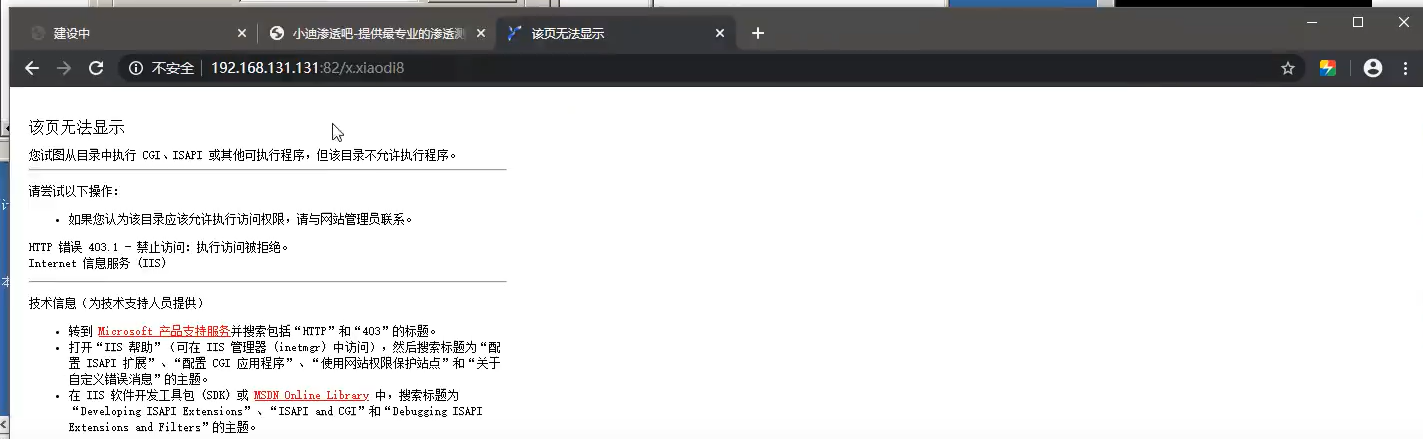 建设中
小迪渗透吧-提供最专业的渗透测
该页无法显示
不安全
192.168.131.131:82/x.xiaodi8
该页无法显示
您试图从目录中执行 CGI、ISAPI 或其他可执行程序，但该目录不允许执行程序。
请尝试以下操作：
• 如果您认为该目录应该允许执行访问权限，请与网站管理员联系。
HTTP 错误 403.1 - 禁止访问：执行访问被拒绝。
Internet 信息服务 (IIS)
技术信息（为技术支持人员提供）
• 转到 Microsoft 产品支持服务并搜索包括“HTTP”和“403”的标题。
• 打开“IIS 帮助”（可在 IIS 管理器 (inetmgr) 中访问），然后搜索标题为“配
置 ISAPI 扩展”、“配置 CGI 应用程序”、“使用网站权限保护站点”和“关于
自定义错误消息”的主题。
• 在 IIS 软件开发工具包 (SDK) 或 MSDN Online Library 中，搜索标题为
“Developing ISAPI Extensions”、“ISAPI and CGI”和“Debugging ISAPI
Extensions and Filters”的主题。